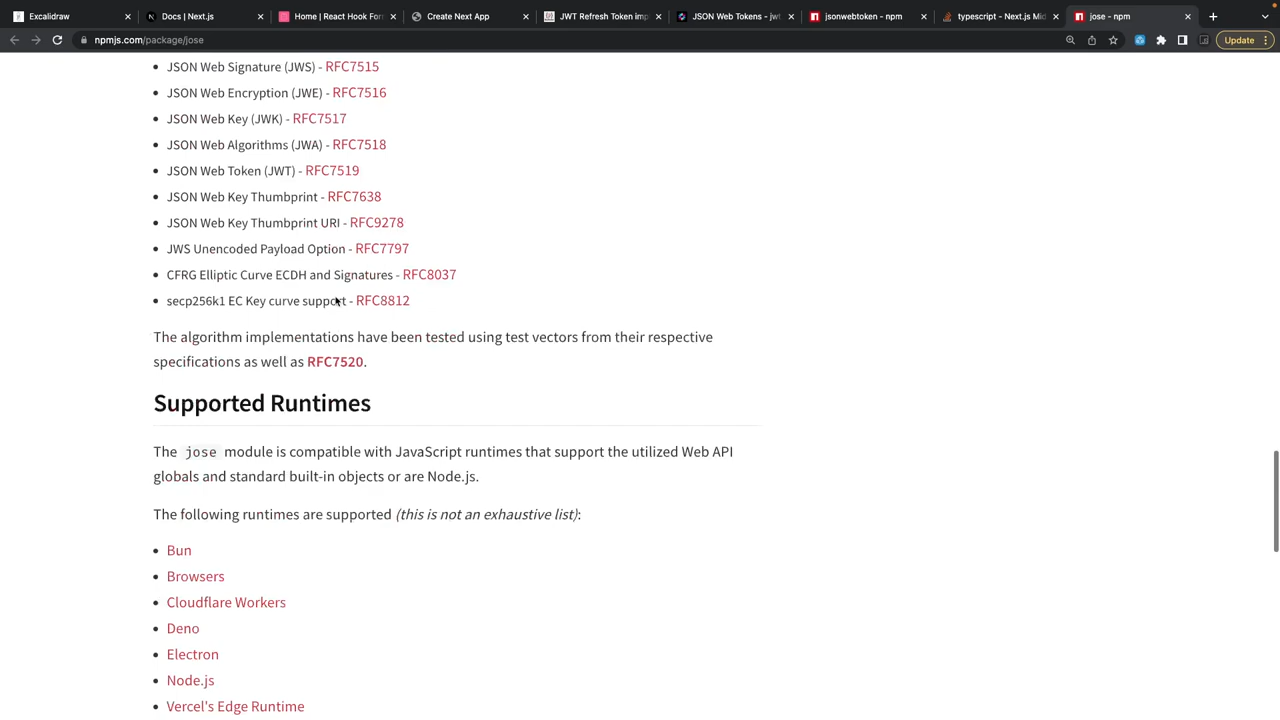 Excalidraw
Docs | Next.js
Home | React Hook For
Create Next App
JWT Refresh Token imp
JSON Web Tokens - jwt
jsonwebtoken - npm
typescript - Next.js Mid
jose - npm
npmjs.com/package/jose
Update
JSON Web Signature (JWS) - RFC7515
JSON Web Encryption (JWE) - RFC7516
JSON Web Key (JWK) - RFC7517
JSON Web Algorithms (JWA) - RFC7518
JSON Web Token (JWT) - RFC7519
JSON Web Key Thumbprint - RFC7638
JSON Web Key Thumbprint URI - RFC9278
JWS Unencoded Payload Option - RFC7797
CFRG Elliptic Curve ECDH and Signatures - RFC8037
secp256k1 EC Key curve support - RFC8812
The algorithm implementations have been tested using test vectors from their respective
specifications as well as RFC7520.
Supported Runtimes
The jose module is compatible with JavaScript runtimes that support the utilized Web API
globals and standard built-in objects or are Node.js.
The following runtimes are supported (this is not an exhaustive list):
Bun
Browsers
Cloudflare Workers
Deno
Electron
Node.js
Vercel's Edge Runtime